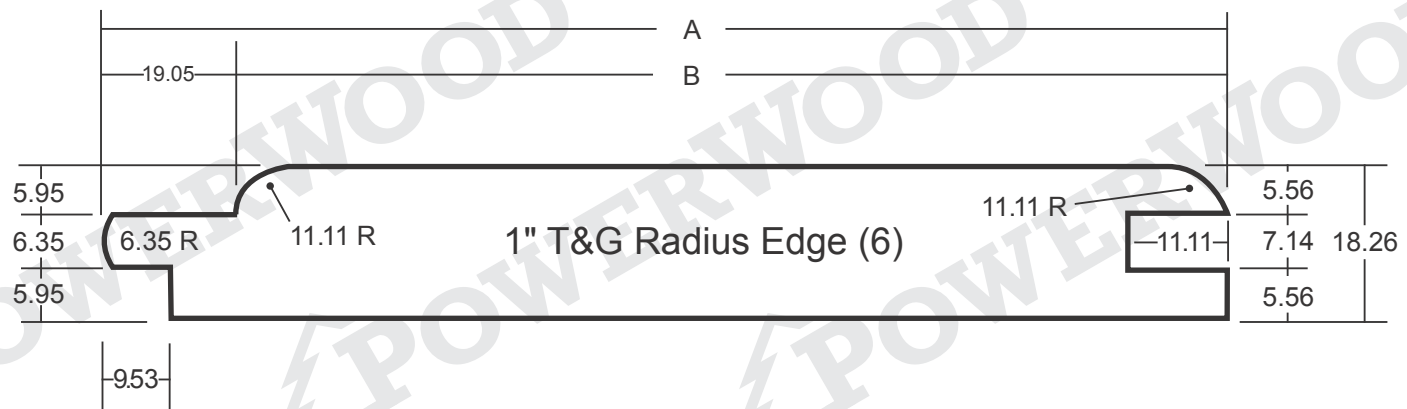 A
19.05
B
5.95
6.35
5.95
6.35 R
11.11 R
1" T&G Radius Edge (6)
11.11 R
11.11
5.56
7.14
5.56
18.26
9.53
POWERWOOD
POWERWOOD
POWERWOOD
POWERWOOD
POWERWOOD